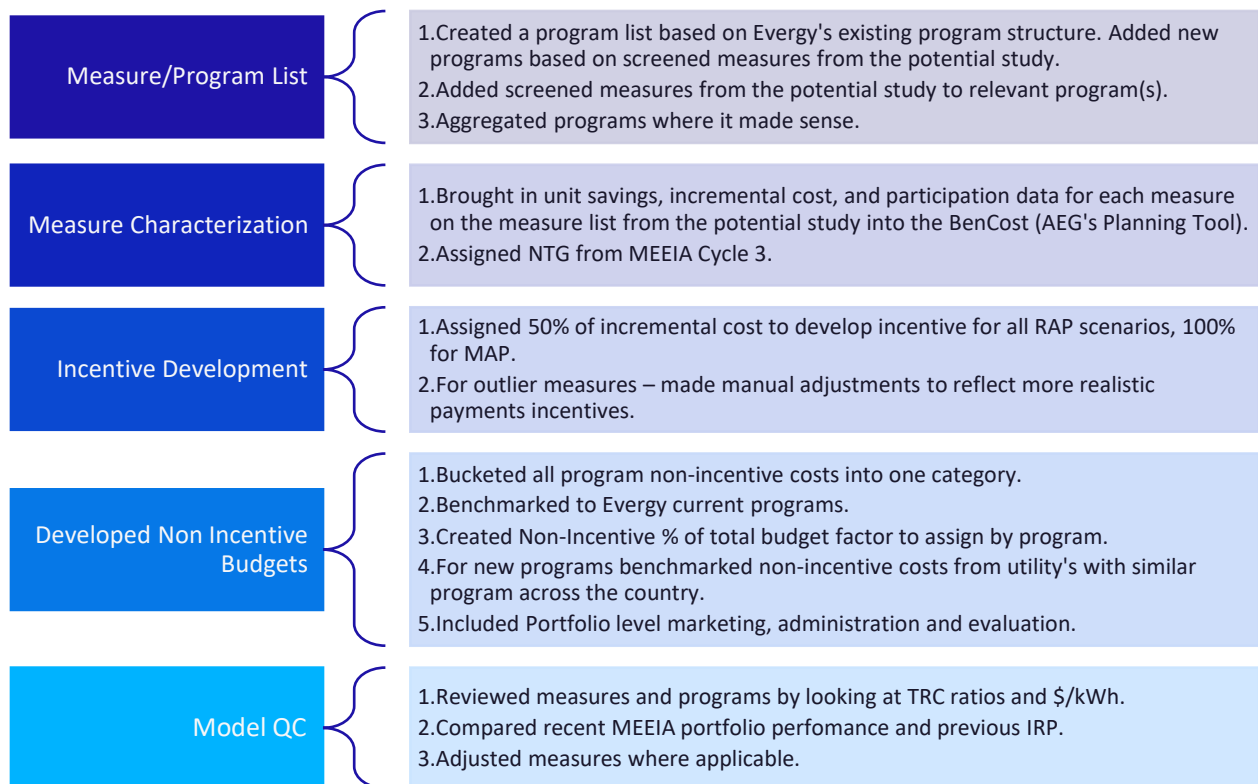 Measure/Program List
1.Created a program list based on Evergy's existing program structure. Added new
programs based on screened measures from the potential study.
2.Added screened measures from the potential study to relevant program(s).
3.Aggregated programs where it made sense.
Measure Characterization
1.Brought in unit savings, incremental cost, and participation data for each measure
on the measure list from the potential study into the BenCost (AEG's Planning Tool).
2.Assigned NTG from MEEIA Cycle 3.
Incentive Development
1.Assigned 50% of incremental cost to develop incentive for all RAP scenarios, 100%
for MAP.
2.For outlier measures – made manual adjustments to reflect more realistic
payments incentives.
Developed Non Incentive
Budgets
1.Bucketed all program non-incentive costs into one category.
2.Benchmarked to Evergy current programs.
3.Created Non-Incentive % of total budget factor to assign by program.
4.For new programs benchmarked non-incentive costs from utility's with similar
program across the country.
5.Included Portfolio level marketing, administration and evaluation.
Model QC
1.Reviewed measures and programs by looking at TRC ratios and $/kWh.
2.Compared recent MEEIA portfolio perfomance and previous IRP.
3.Adjusted measures where applicable.